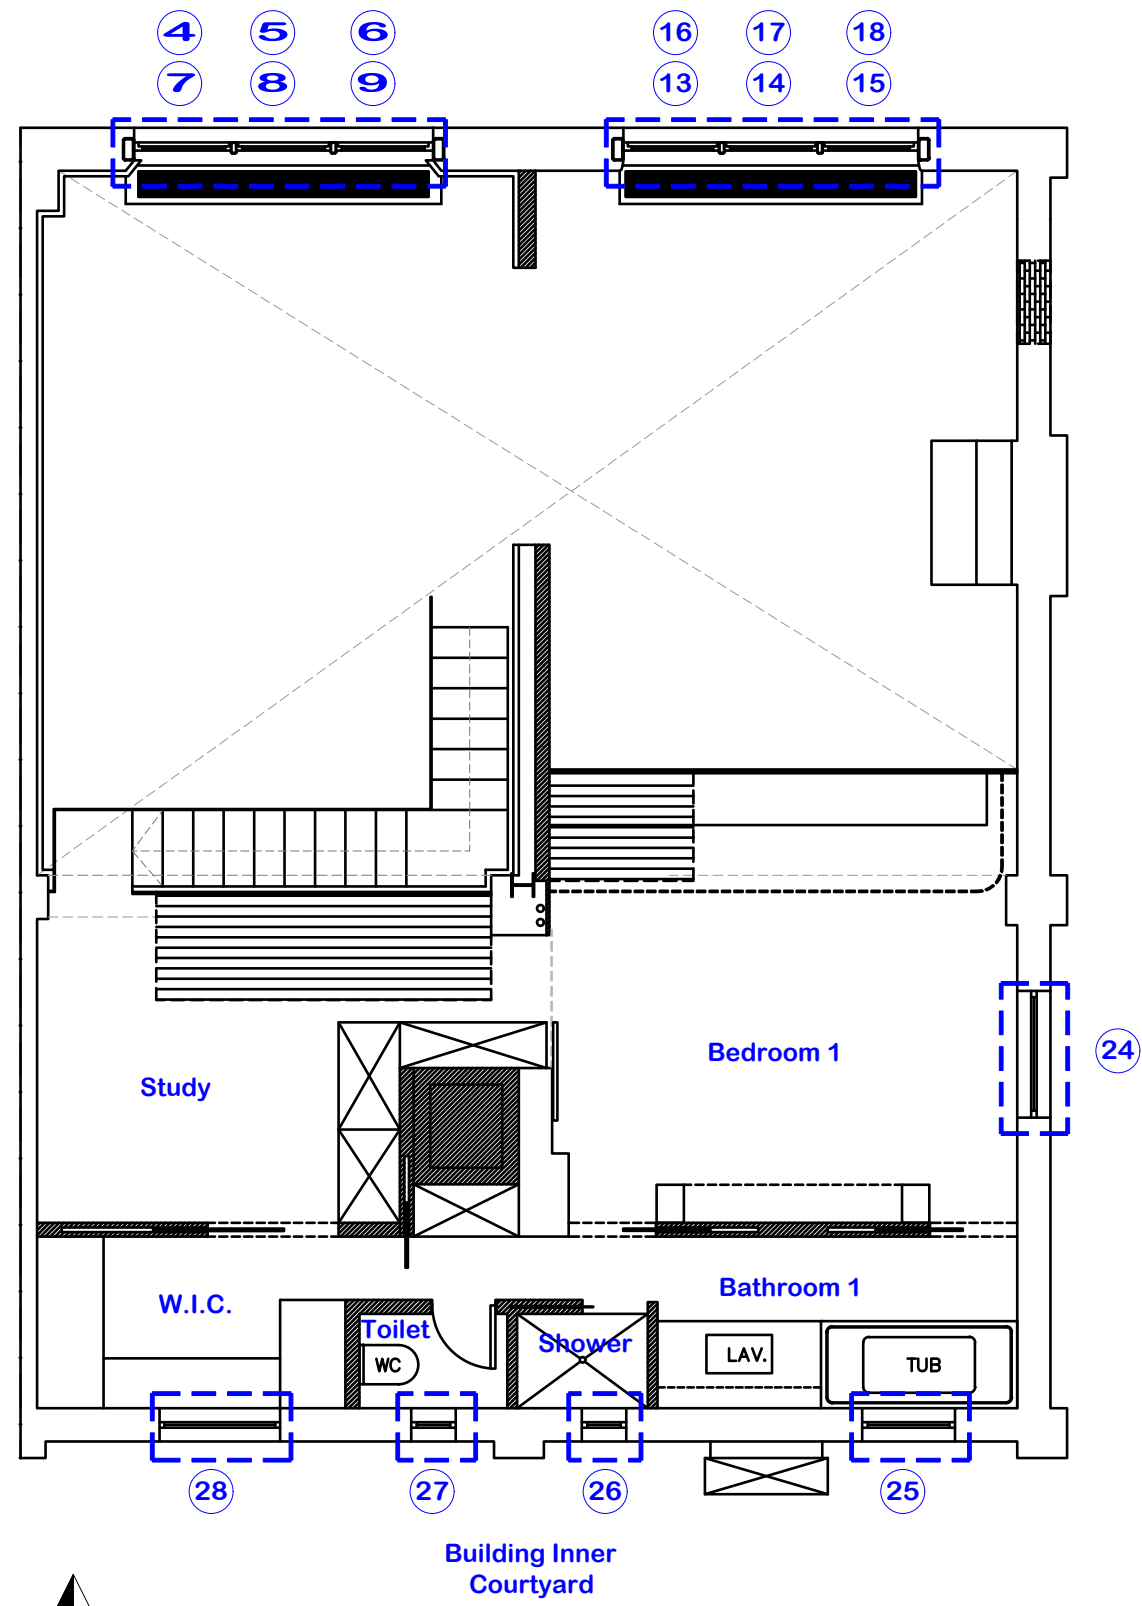 4 5 6 16 17 18
7 8 9 13 14 15
Bedroom 1
24
Study
Bathroom 1
W.I.C.
Toilet
Shower
LAV.
WC
TUB
28 27 26 25
Building Inner
Courtyard